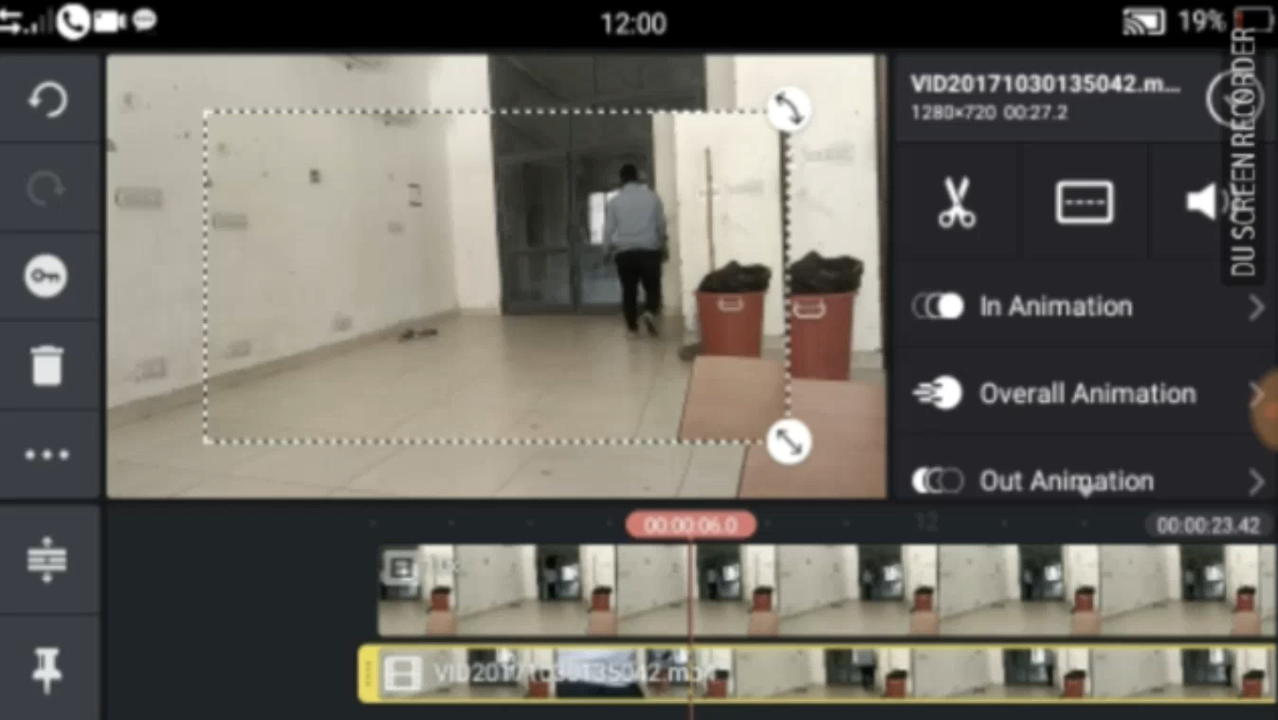 12:00
19%
DU SCREEN RECORDER
VID20171030135042.m...
1280×720 00:27.2
In Animation
Overall Animation
Out Animation
00:00:06.0
12
00:00:23.42
VID20171030135042.mp4